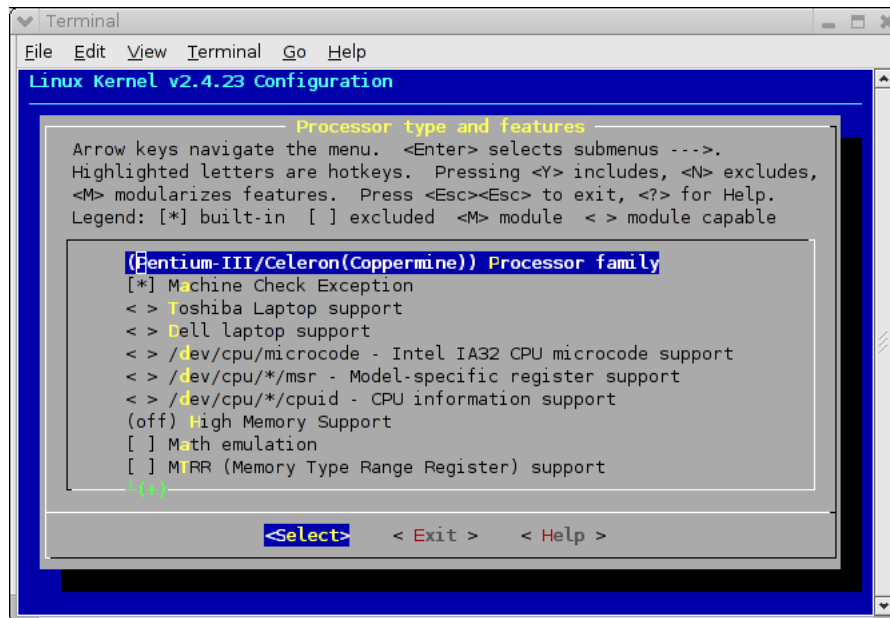 Terminal
File Edit View Terminal Go Help
Linux Kernel v2.4.23 Configuration
Processor type and features
Arrow keys navigate the menu. <Enter> selects submenus --->.
Highlighted letters are hotkeys. Pressing <Y> includes, <N> excludes,
<M> modularizes features. Press <Esc><Esc> to exit, <?> for Help.
Legend: [*] built-in [ ] excluded <M> module < > module capable
(Pentium-III/Celeron(Coppermine)) Processor family
[*] Machine Check Exception
< > Toshiba Laptop support
< > Dell laptop support
< > /dev/cpu/microcode - Intel IA32 CPU microcode support
< > /dev/cpu/*/msr - Model-specific register support
< > /dev/cpu/*/cpuid - CPU information support
(off) High Memory Support
[ ] Math emulation
[ ] MTRR (Memory Type Range Register) support
(+)
<Select> < Exit > < Help >